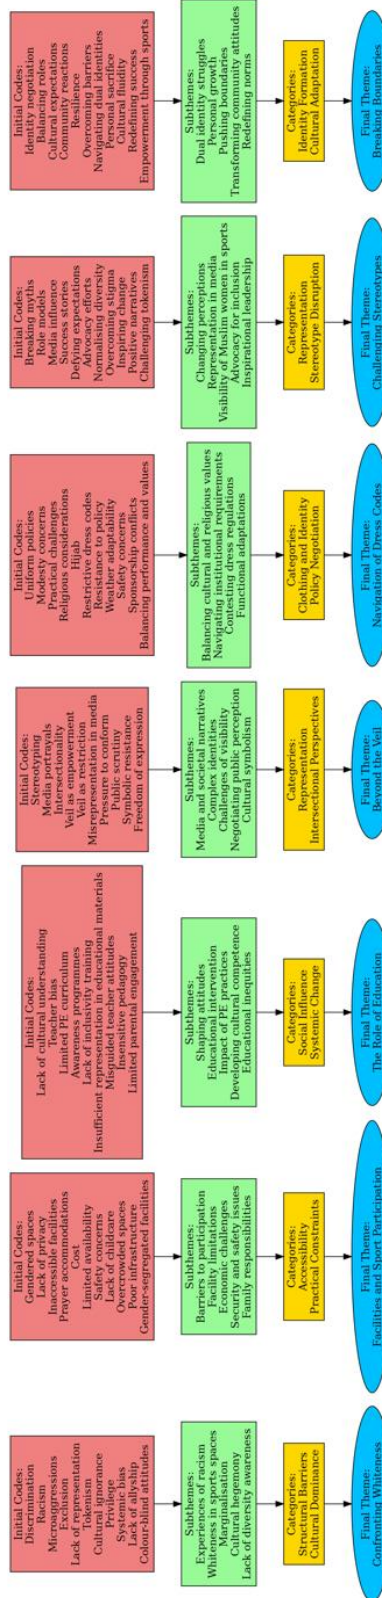 Initial Codes:
Discrimination
Racism
Microaggressions
Exclusion
Lack of representation
Tokenism
Cultural ignorance
Privilege
Systemic bias
Lack of allyship
Colour-blind attitudes
Subthemes:
Experiences of racism
Whiteness in sports spaces
Marginalisation
Cultural hegemony
Lack of diversity awareness
Categories:
Structural Barriers
Cultural Dominance
Final Theme:
Confronting Whiteness
Initial Codes:
Gendered spaces
Lack of privacy
Inaccessible facilities
Prayer accommodations
Cost
Limited availability
Safety concerns
Lack of childcare
Overcrowded spaces
Poor infrastructure
Gender-segregated facilities
Subthemes:
Barriers to participation
Facility limitations
Economic challenges
Security and safety issues
Family responsibilities
Categories:
Accessibility
Practical Constraints
Final Theme:
Facilities and Sport Participation
Initial Codes:
Lack of cultural understanding
Teacher bias
Limited PE curriculum
Awareness programmes
Lack of inclusivity training
Insufficient representation in educational materials
Misguided teacher attitudes
Insensitive pedagogy
Limited parental engagement
Subthemes:
Shaping attitudes
Educational intervention
Impact of PE practices
Developing cultural competence
Educational inequities
Categories:
Social Influence
Systemic Change
Final Theme:
The Role of Education
Initial Codes:
Stereotyping
Media portrayals
Intersectionality
Veil as empowerment
Veil as restriction
Misrepresentation in media
Pressure to conform
Public scrutiny
Symbolic resistance
Freedom of expression
Subthemes:
Media and societal narratives
Complex identities
Challenges of visibility
Negotiating public perception
Cultural symbolism
Categories:
Representation
Intersectional Perspectives
Final Theme:
Beyond the Veil
Initial Codes:
Uniform policies
Modesty concerns
Practical challenges
Religious considerations
Hijab
Restrictive dress codes
Resistance to policy
Weather adaptability
Safety concerns
Sponsorship conflicts
Balancing performance and values
Subthemes:
Balancing cultural and religious values
Navigating institutional requirements
Contesting dress regulations
Functional adaptations
Categories:
Clothing and Identity
Policy Negotiation
Final Theme:
Navigation of Dress Codes
Initial Codes:
Breaking myths
Role models
Media influence
Success stories
Defying expectations
Advocacy efforts
Normalising diversity
Overcoming stigma
Inspiring change
Positive narratives
Challenging tokenism
Subthemes:
Changing perceptions
Representation in media
Visibility of Muslim women in sports
Advocacy for inclusion
Inspirational leadership
Categories:
Representation
Stereotype Disruption
Final Theme:
Challenging Stereotypes
Initial Codes:
Identity negotiation
Balancing roles
Cultural expectations
Community reactions
Resilience
Overcoming barriers
Navigating dual identities
Personal sacrifice
Cultural fluidity
Redefining success
Empowerment through sports
Subthemes:
Dual identity struggles
Personal growth
Pushing boundaries
Transforming community attitudes
Redefining norms
Categories:
Identity Formation
Cultural Adaptation
Final Theme:
Breaking Boundaries